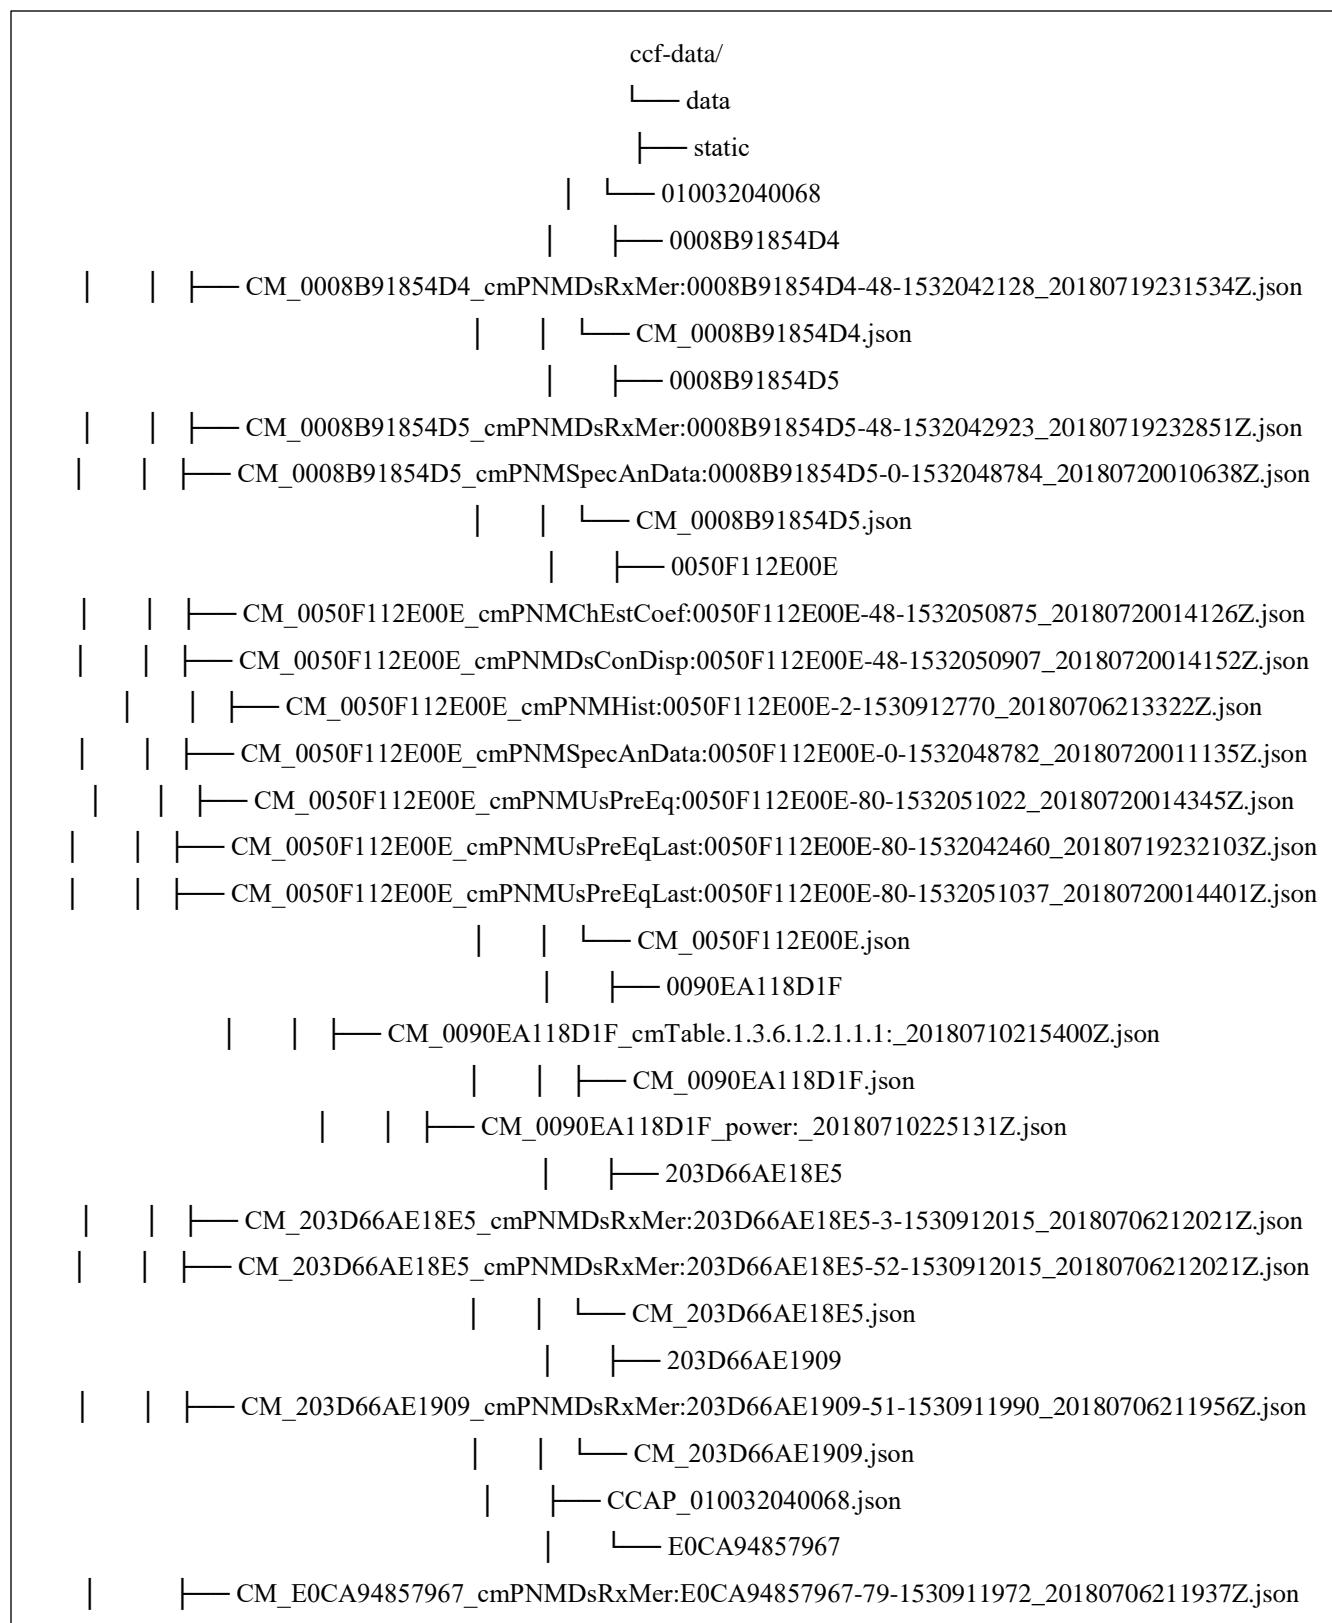 ccf-data/
└── data
├── static
│ └── 010032040068
│ ├── 0008B91854D4
│ │ ├── CM_0008B91854D4_cmPNMDsRxMer:0008B91854D4-48-1532042128_20180719231534Z.json
│ │ └── CM_0008B91854D4.json
│ ├── 0008B91854D5
│ │ ├── CM_0008B91854D5_cmPNMDsRxMer:0008B91854D5-48-1532042923_20180719232851Z.json
│ │ ├── CM_0008B91854D5_cmPNMSpecAnData:0008B91854D5-0-1532048784_20180720010638Z.json
│ │ └── CM_0008B91854D5.json
│ ├── 0050F112E00E
│ │ ├── CM_0050F112E00E_cmPNMChEstCoef:0050F112E00E-48-1532050875_20180720014126Z.json
│ │ ├── CM_0050F112E00E_cmPNMDsConDisp:0050F112E00E-48-1532050907_20180720014152Z.json
│ │ ├── CM_0050F112E00E_cmPNMHist:0050F112E00E-2-1530912770_20180706213322Z.json
│ │ ├── CM_0050F112E00E_cmPNMSpecAnData:0050F112E00E-0-1532048782_20180720011135Z.json
│ │ ├── CM_0050F112E00E_cmPNMUsPreEq:0050F112E00E-80-1532051022_20180720014345Z.json
│ │ ├── CM_0050F112E00E_cmPNMUsPreEqLast:0050F112E00E-80-1532042460_20180719232103Z.json
│ │ ├── CM_0050F112E00E_cmPNMUsPreEqLast:0050F112E00E-80-1532051037_20180720014401Z.json
│ │ └── CM_0050F112E00E.json
│ ├── 0090EA118D1F
│ │ ├── CM_0090EA118D1F_cmTable.1.3.6.1.2.1.1.1:_20180710215400Z.json
│ │ ├── CM_0090EA118D1F.json
│ │ ├── CM_0090EA118D1F_power:_20180710225131Z.json
│ ├── 203D66AE18E5
│ │ ├── CM_203D66AE18E5_cmPNMDsRxMer:203D66AE18E5-3-1530912015_20180706212021Z.json
│ │ ├── CM_203D66AE18E5_cmPNMDsRxMer:203D66AE18E5-52-1530912015_20180706212021Z.json
│ │ └── CM_203D66AE18E5.json
│ ├── 203D66AE1909
│ │ ├── CM_203D66AE1909_cmPNMDsRxMer:203D66AE1909-51-1530911990_20180706211956Z.json
│ │ └── CM_203D66AE1909.json
│ ├── CCAP_010032040068.json
│ └── E0CA94857967
│ ├── CM_E0CA94857967_cmPNMDsRxMer:E0CA94857967-79-1530911972_20180706211937Z.json